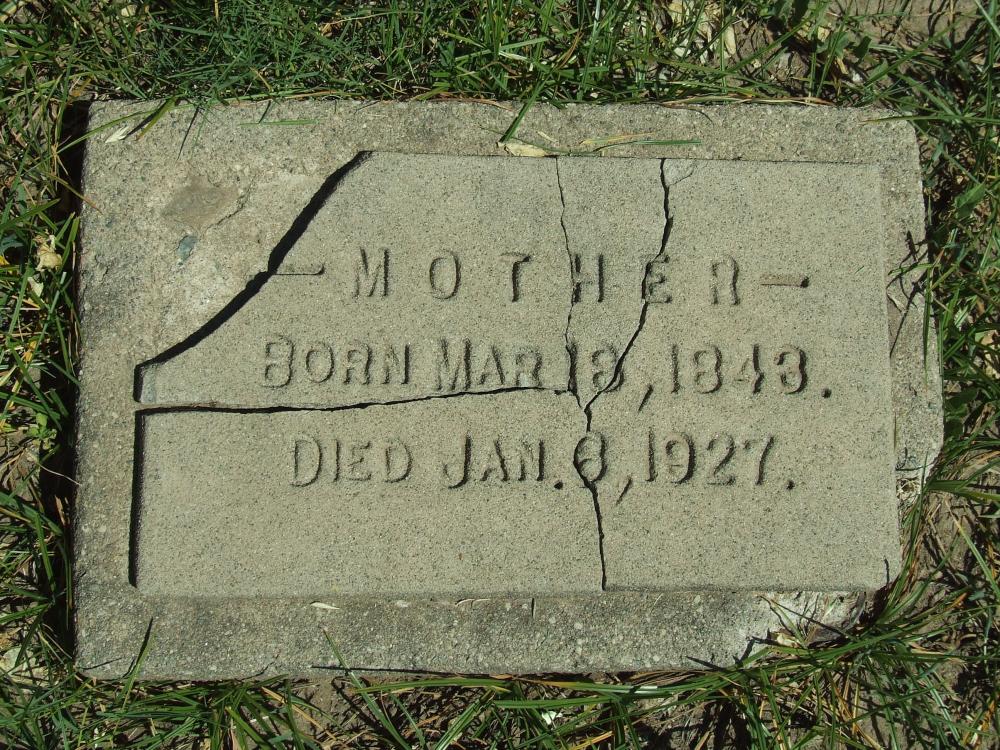 — MOTHER —
BORN MAR 18, 1843.
DIED JAN. 8, 1927.